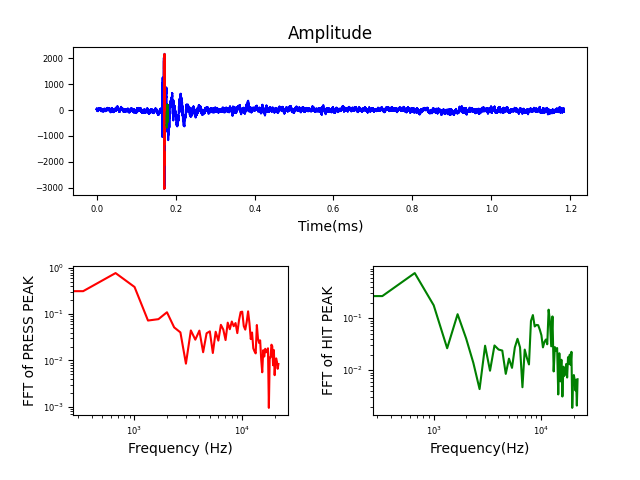 Amplitude
2000
1000
0
−1000
−2000
−3000
0.0 0.2 0.4 0.6 0.8 1.0 1.2
Time(ms)
FFT of PRESS PEAK
10⁰
10⁻¹
10⁻²
10⁻³
10³ 10⁴
Frequency (Hz)
FFT of HIT PEAK
10⁻¹
10⁻²
10³ 10⁴
Frequency(Hz)